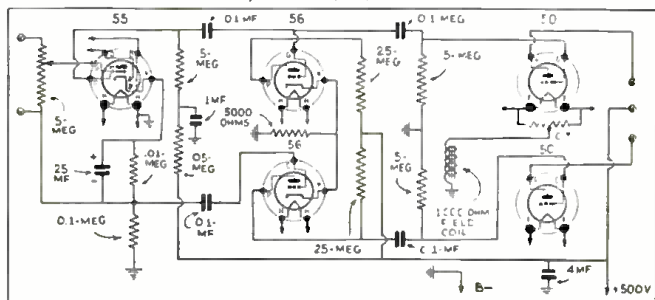 55
0.1-MF
56
0.1 MEG
50
5-
MEG
5-
MEG
1MF
5000
OHMS
25-
MEG
5-MEG
56
.01-
MEG
25
MF
.05-
MEG
5-
MEG
0.1-MEG
0.1-
MF
25-MEG
0.1-MF
1000 OHM
FIELD
COIL
50
B-
4MF
+500V.